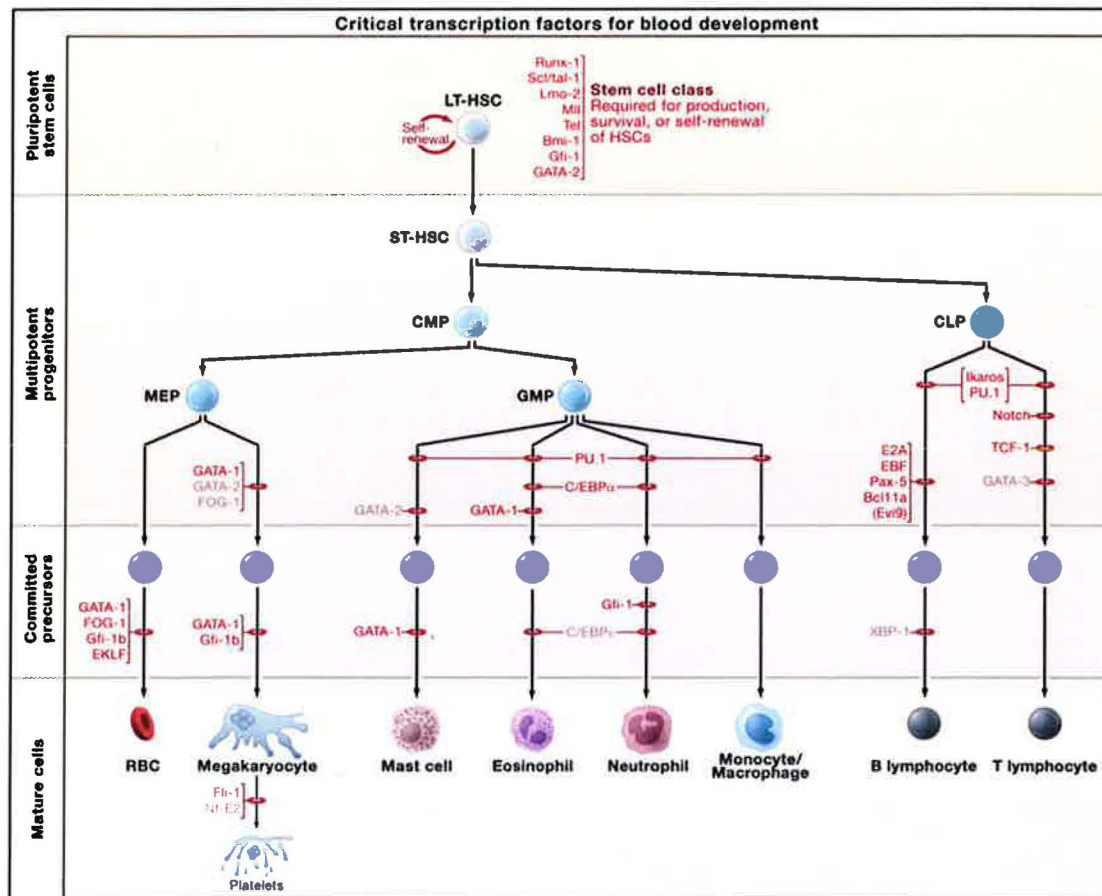 Critical transcription factors for blood development
Pluripotent
stem cells
LT-HSC
Self-
renewal
Runx-1
Scl/tal-1
Lmo-2
Mll
Tel
Bmi-1
Gfi-1
GATA-2
Stem cell class
Required for production,
survival, or self-renewal
of HSCs
Multipotent
progenitors
ST-HSC
CMP
CLP
MEP
GMP
Ikaros
PU.1
Notch
TCF-1
GATA-3
E2A
EBF
Pax-5
Bcl11a
(Evi9)
PU.1
C/EBPα
GATA-1
GATA-2
FOG-1
GATA-2
GATA-1
Committed
precursors
GATA-1
FOG-1
Gfi-1b
EKLF
GATA-1
Gfi-1b
GATA-1
Gfi-1
C/EBPε
XBP-1
Mature cells
RBC
Megakaryocyte
Mast cell
Eosinophil
Neutrophil
Monocyte/
Macrophage
B lymphocyte
T lymphocyte
Fli-1
Nf-E2
Platelets